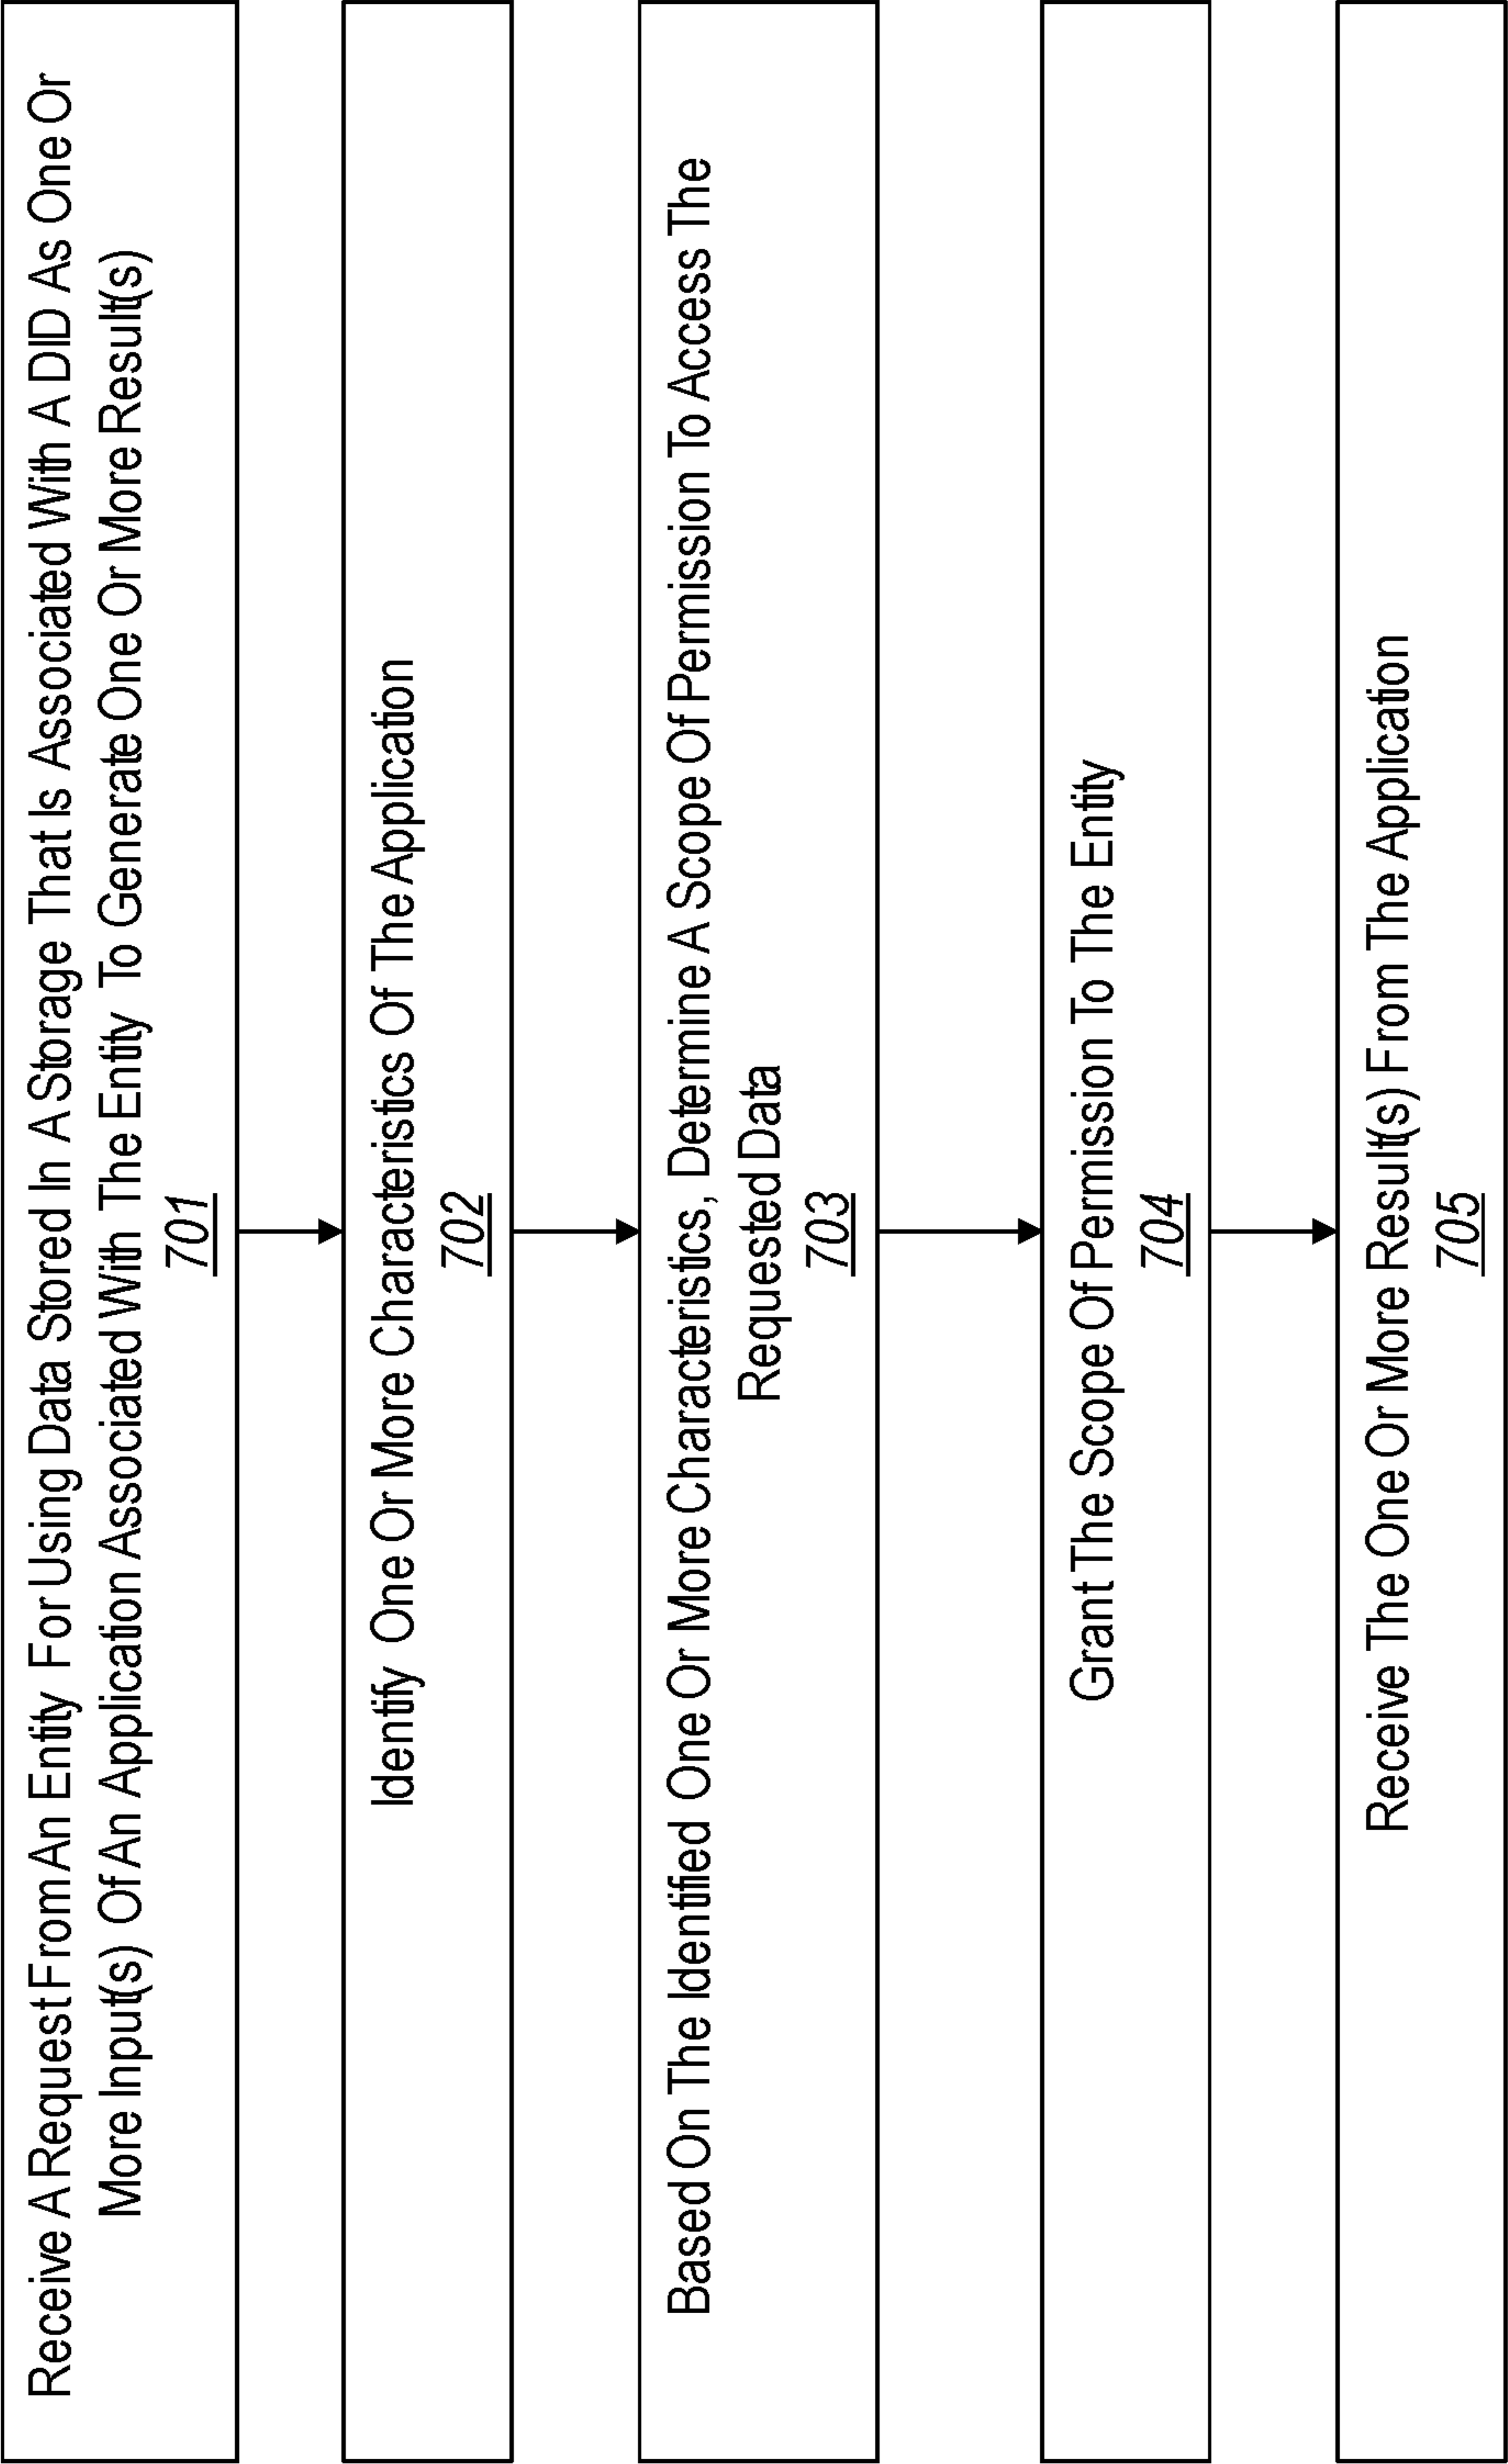 Receive A Request From An Entity For Using Data Stored In A Storage That Is Associated With A DID As One Or
More Input(s) Of An Application Associated With The Entity To Generate One Or More Result(s)
701
Identify One Or More Characteristics Of The Application
702
Based On The Identified One Or More Characteristics, Determine A Scope Of Permission To Access The
Requested Data
703
Grant The Scope Of Permission To The Entity
704
Receive The One Or More Result(s) From The Application
705